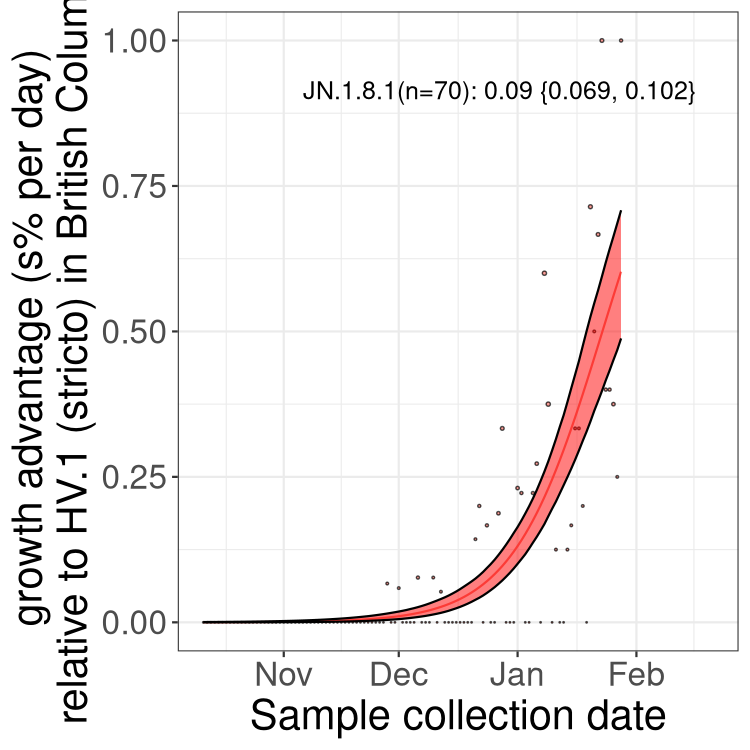 growth advantage (s% per day)
relative to HV.1 (stricto) in British Colum
1.00
0.75
0.50
0.25
0.00
JN.1.8.1(n=70): 0.09 {0.069, 0.102}
Nov Dec Jan Feb
Sample collection date